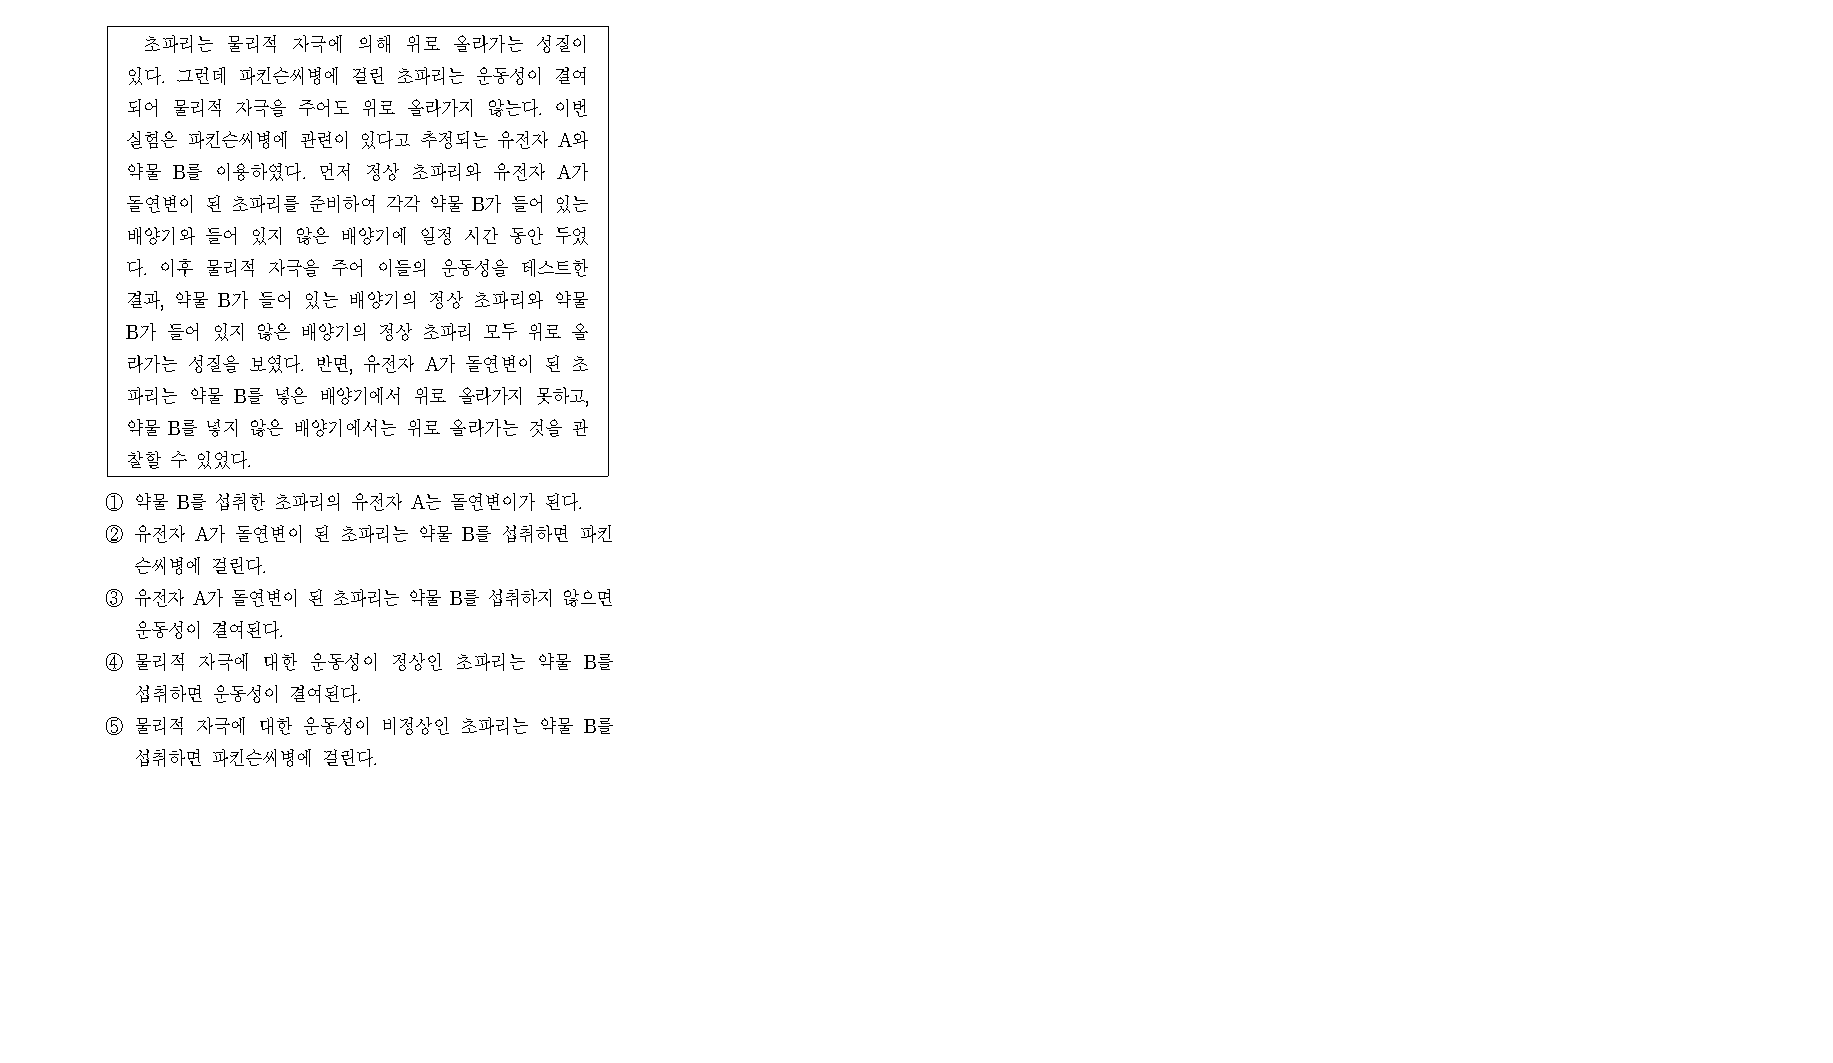 초파리는 물리적 자극에 의해 위로 올라가는 성질이
있다. 그런데 파킨슨씨병에 걸린 초파리는 운동성이 결여
되어 물리적 자극을 주어도 위로 올라가지 않는다. 이번
실험은 파킨슨씨병에 관련이 있다고 추정되는 유전자 A와
약물 B를 이용하였다. 먼저 정상 초파리와 유전자 A가
돌연변이 된 초파리를 준비하여 각각 약물 B가 들어 있는
배양기와 들어 있지 않은 배양기에 일정 시간 동안 두었
다. 이후 물리적 자극을 주어 이들의 운동성을 테스트한
결과, 약물 B가 들어 있는 배양기의 정상 초파리와 약물
B가 들어 있지 않은 배양기의 정상 초파리 모두 위로 올
라가는 성질을 보였다. 반면, 유전자 A가 돌연변이 된 초
파리는 약물 B를 넣은 배양기에서 위로 올라가지 못하고,
약물 B를 넣지 않은 배양기에서는 위로 올라가는 것을 관
찰할 수 있었다.
① 약물 B를 섭취한 초파리의 유전자 A는 돌연변이가 된다.
② 유전자 A가 돌연변이 된 초파리는 약물 B를 섭취하면 파킨
슨씨병에 걸린다.
③ 유전자 A가 돌연변이 된 초파리는 약물 B를 섭취하지 않으면
운동성이 결여된다.
④ 물리적 자극에 대한 운동성이 정상인 초파리는 약물 B를
섭취하면 운동성이 결여된다.
⑤ 물리적 자극에 대한 운동성이 비정상인 초파리는 약물 B를
섭취하면 파킨슨씨병에 걸린다.